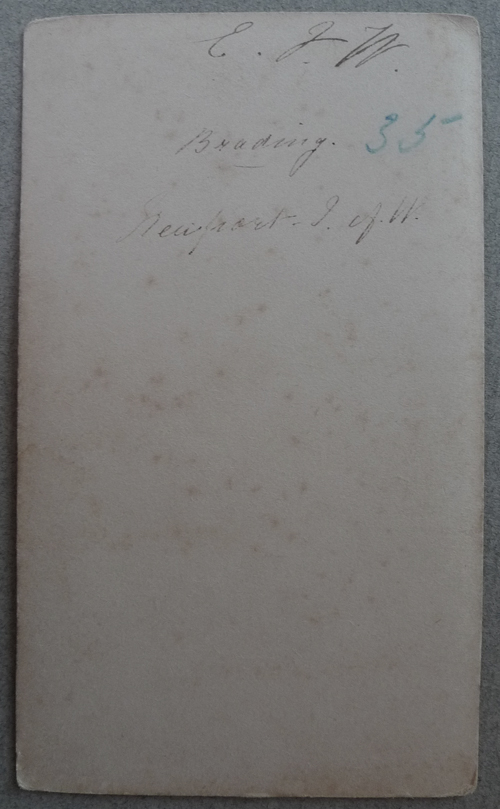 E. J. W.
Brading. 35
Newport- I. of. W.